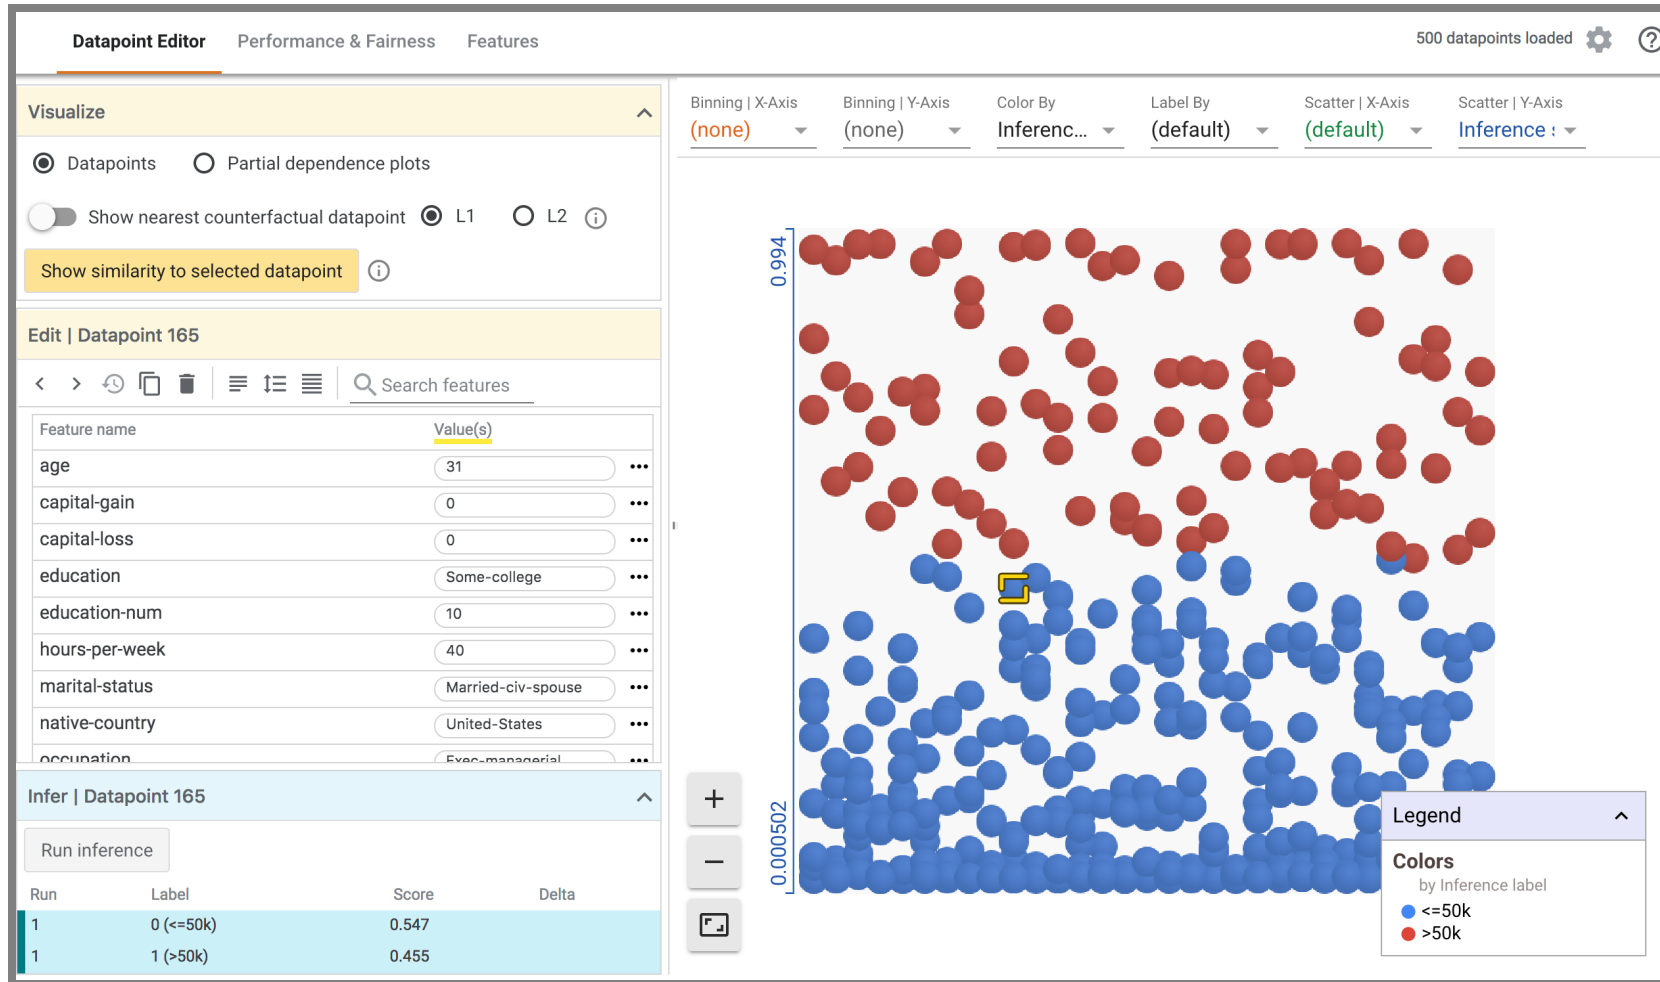 Datapoint Editor Performance & Fairness Features 500 datapoints loaded
Visualize
Datapoints Partial dependence plots
Show nearest counterfactual datapoint L1 L2
Show similarity to selected datapoint
Edit | Datapoint 165
Search features
Feature name Value(s)
age 31
capital-gain 0
capital-loss 0
education Some-college
education-num 10
hours-per-week 40
marital-status Married-civ-spouse
native-country United-States
occupation Exec-managerial
Infer | Datapoint 165
Run inference
Run Label Score Delta
1 0 (<=50k) 0.547
1 1 (>50k) 0.455
Binning | X-Axis Binning | Y-Axis Color By Label By Scatter | X-Axis Scatter | Y-Axis
(none) (none) Inferenc... (default) (default) Inference
0.994
0.000502
Legend
Colors
by Inference label
<=50k
>50k